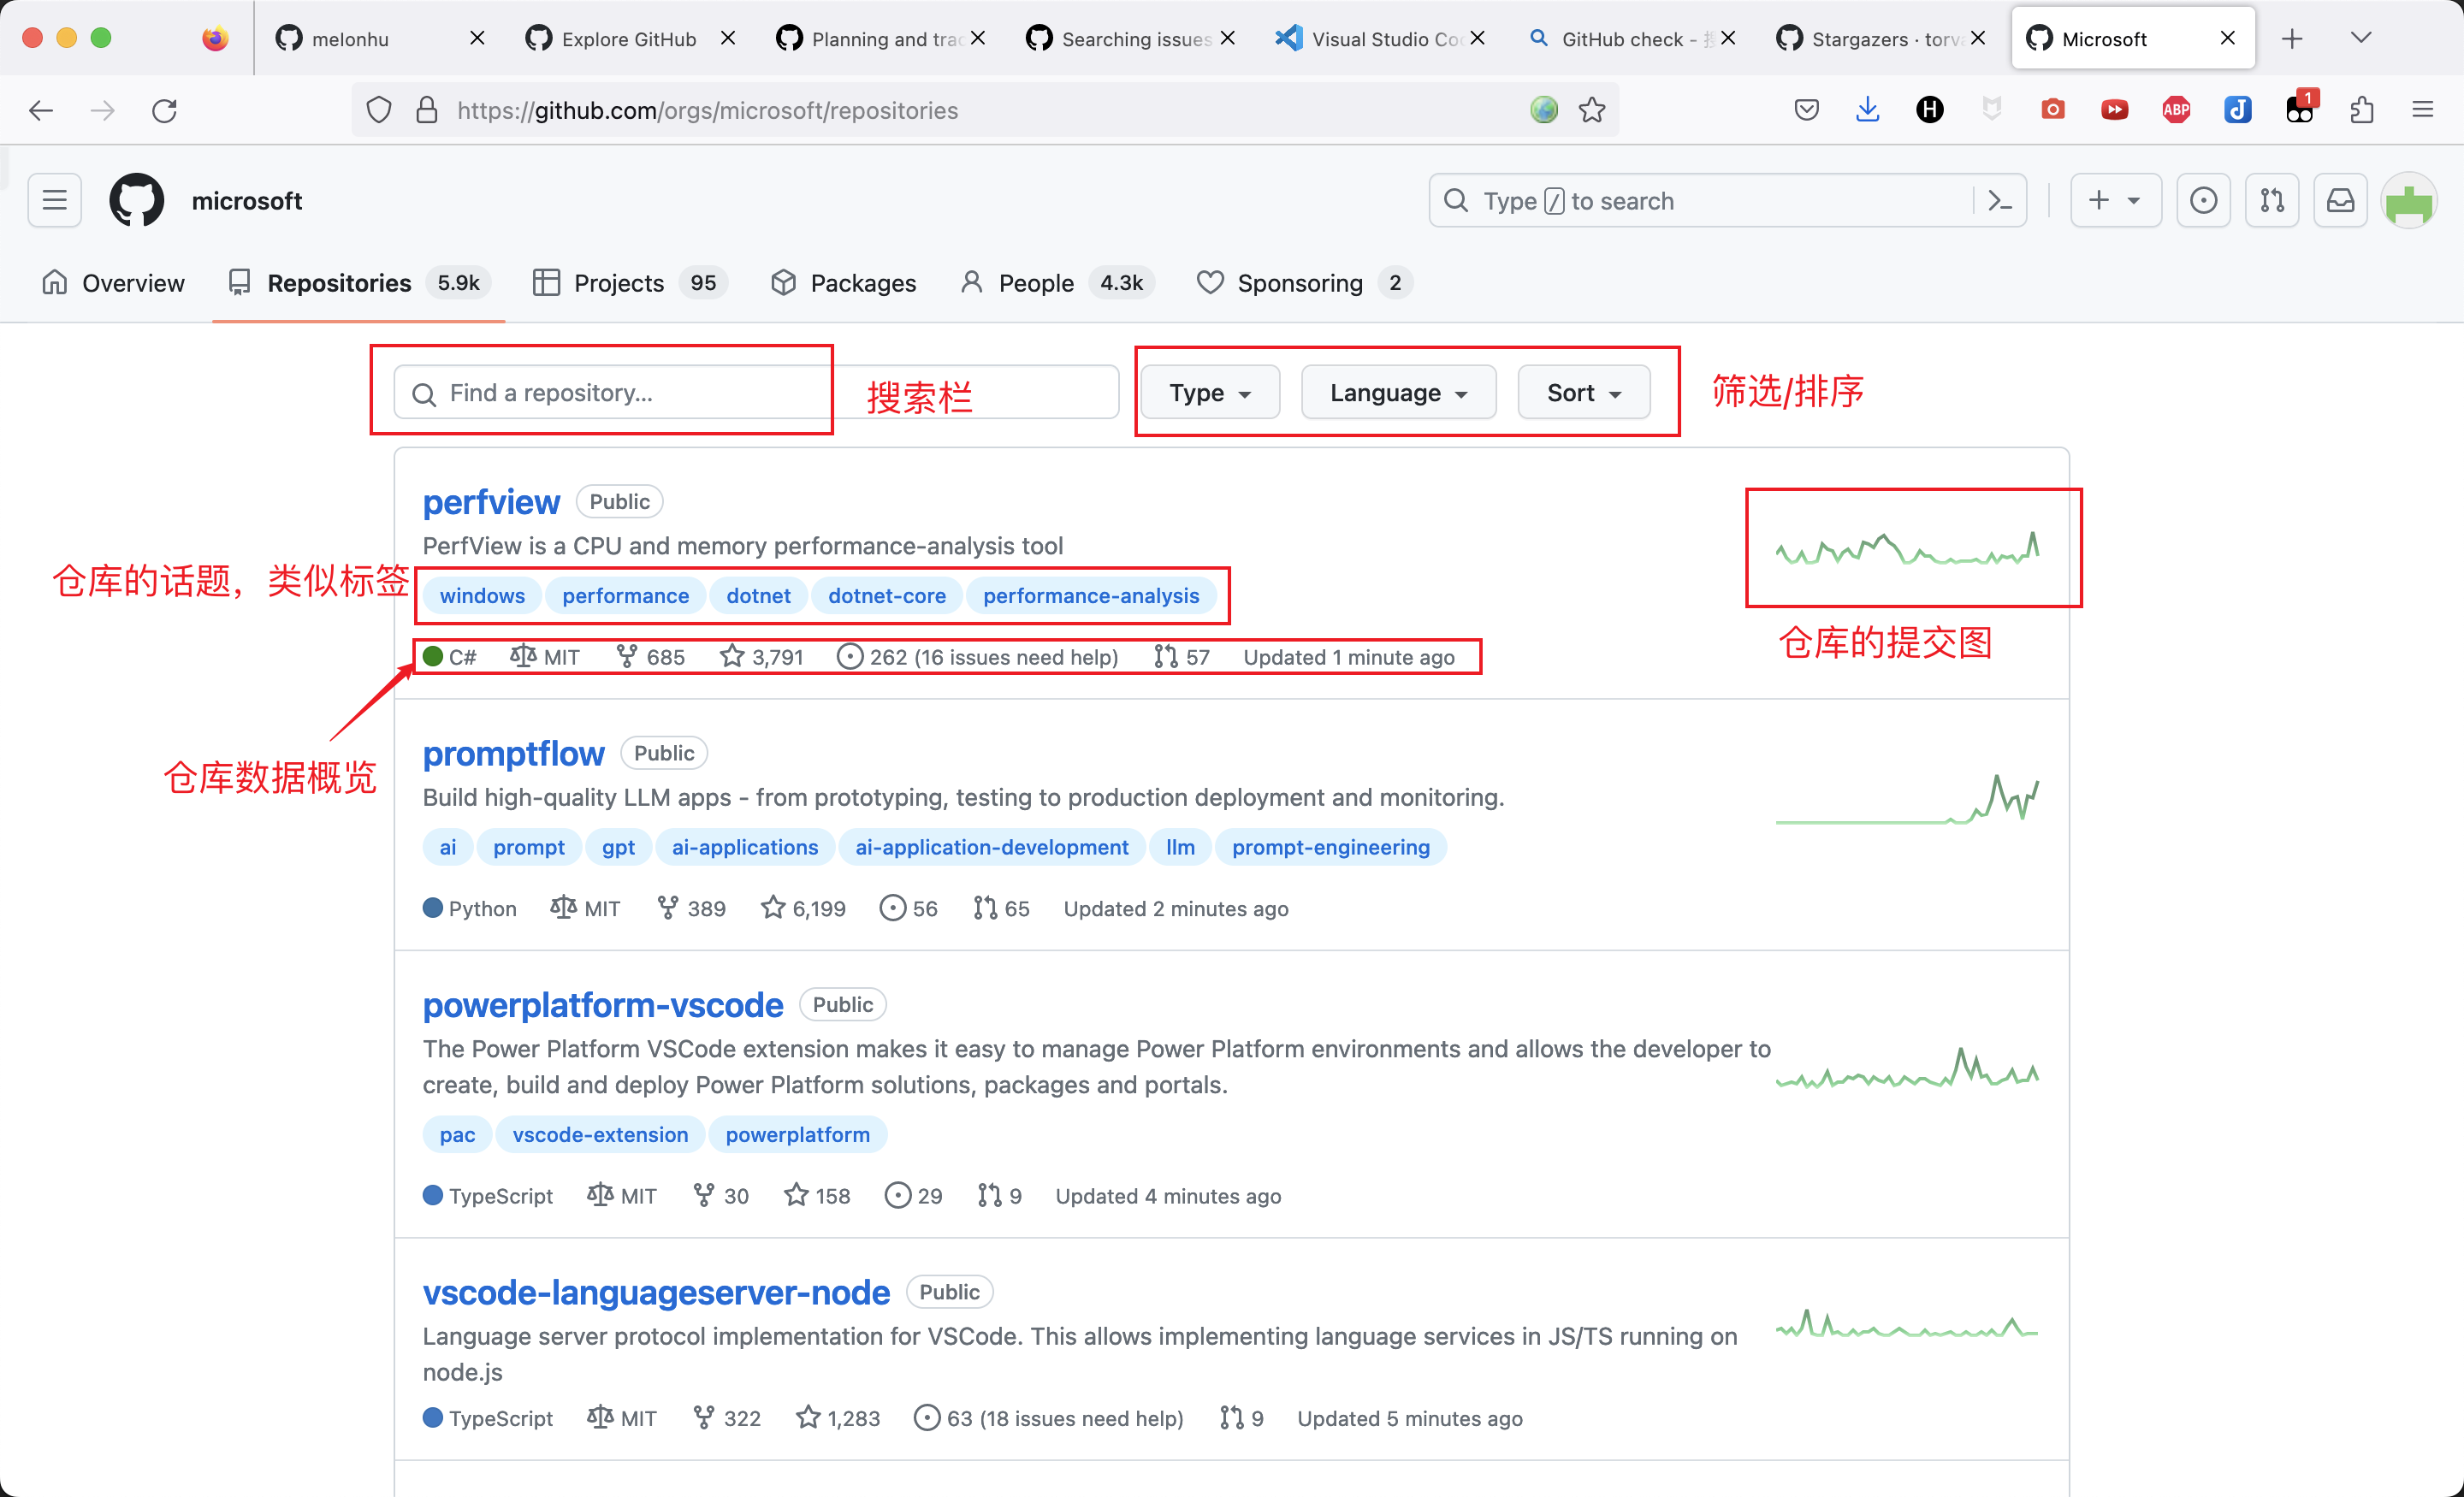 melonhu
Explore GitHub
Planning and trac
Searching issues
Visual Studio Co
GitHub check -
Stargazers · torv
Microsoft
https://github.com/orgs/microsoft/repositories
H
ABP
J
1
microsoft
Type / to search
Overview
Repositories 5.9k
Projects 95
Packages
People 4.3k
Sponsoring 2
Find a repository...
搜索栏
Type
Language
Sort
筛选/排序
perfview Public
PerfView is a CPU and memory performance-analysis tool
仓库的话题，类似标签
windows performance dotnet dotnet-core performance-analysis
仓库的提交图
C# MIT 685 3,791 262 (16 issues need help) 57 Updated 1 minute ago
仓库数据概览
promptflow Public
Build high-quality LLM apps - from prototyping, testing to production deployment and monitoring.
ai prompt gpt ai-applications ai-application-development llm prompt-engineering
Python MIT 389 6,199 56 65 Updated 2 minutes ago
powerplatform-vscode Public
The Power Platform VSCode extension makes it easy to manage Power Platform environments and allows the developer to
create, build and deploy Power Platform solutions, packages and portals.
pac vscode-extension powerplatform
TypeScript MIT 30 158 29 9 Updated 4 minutes ago
vscode-languageserver-node Public
Language server protocol implementation for VSCode. This allows implementing language services in JS/TS running on
node.js
TypeScript MIT 322 1,283 63 (18 issues need help) 9 Updated 5 minutes ago